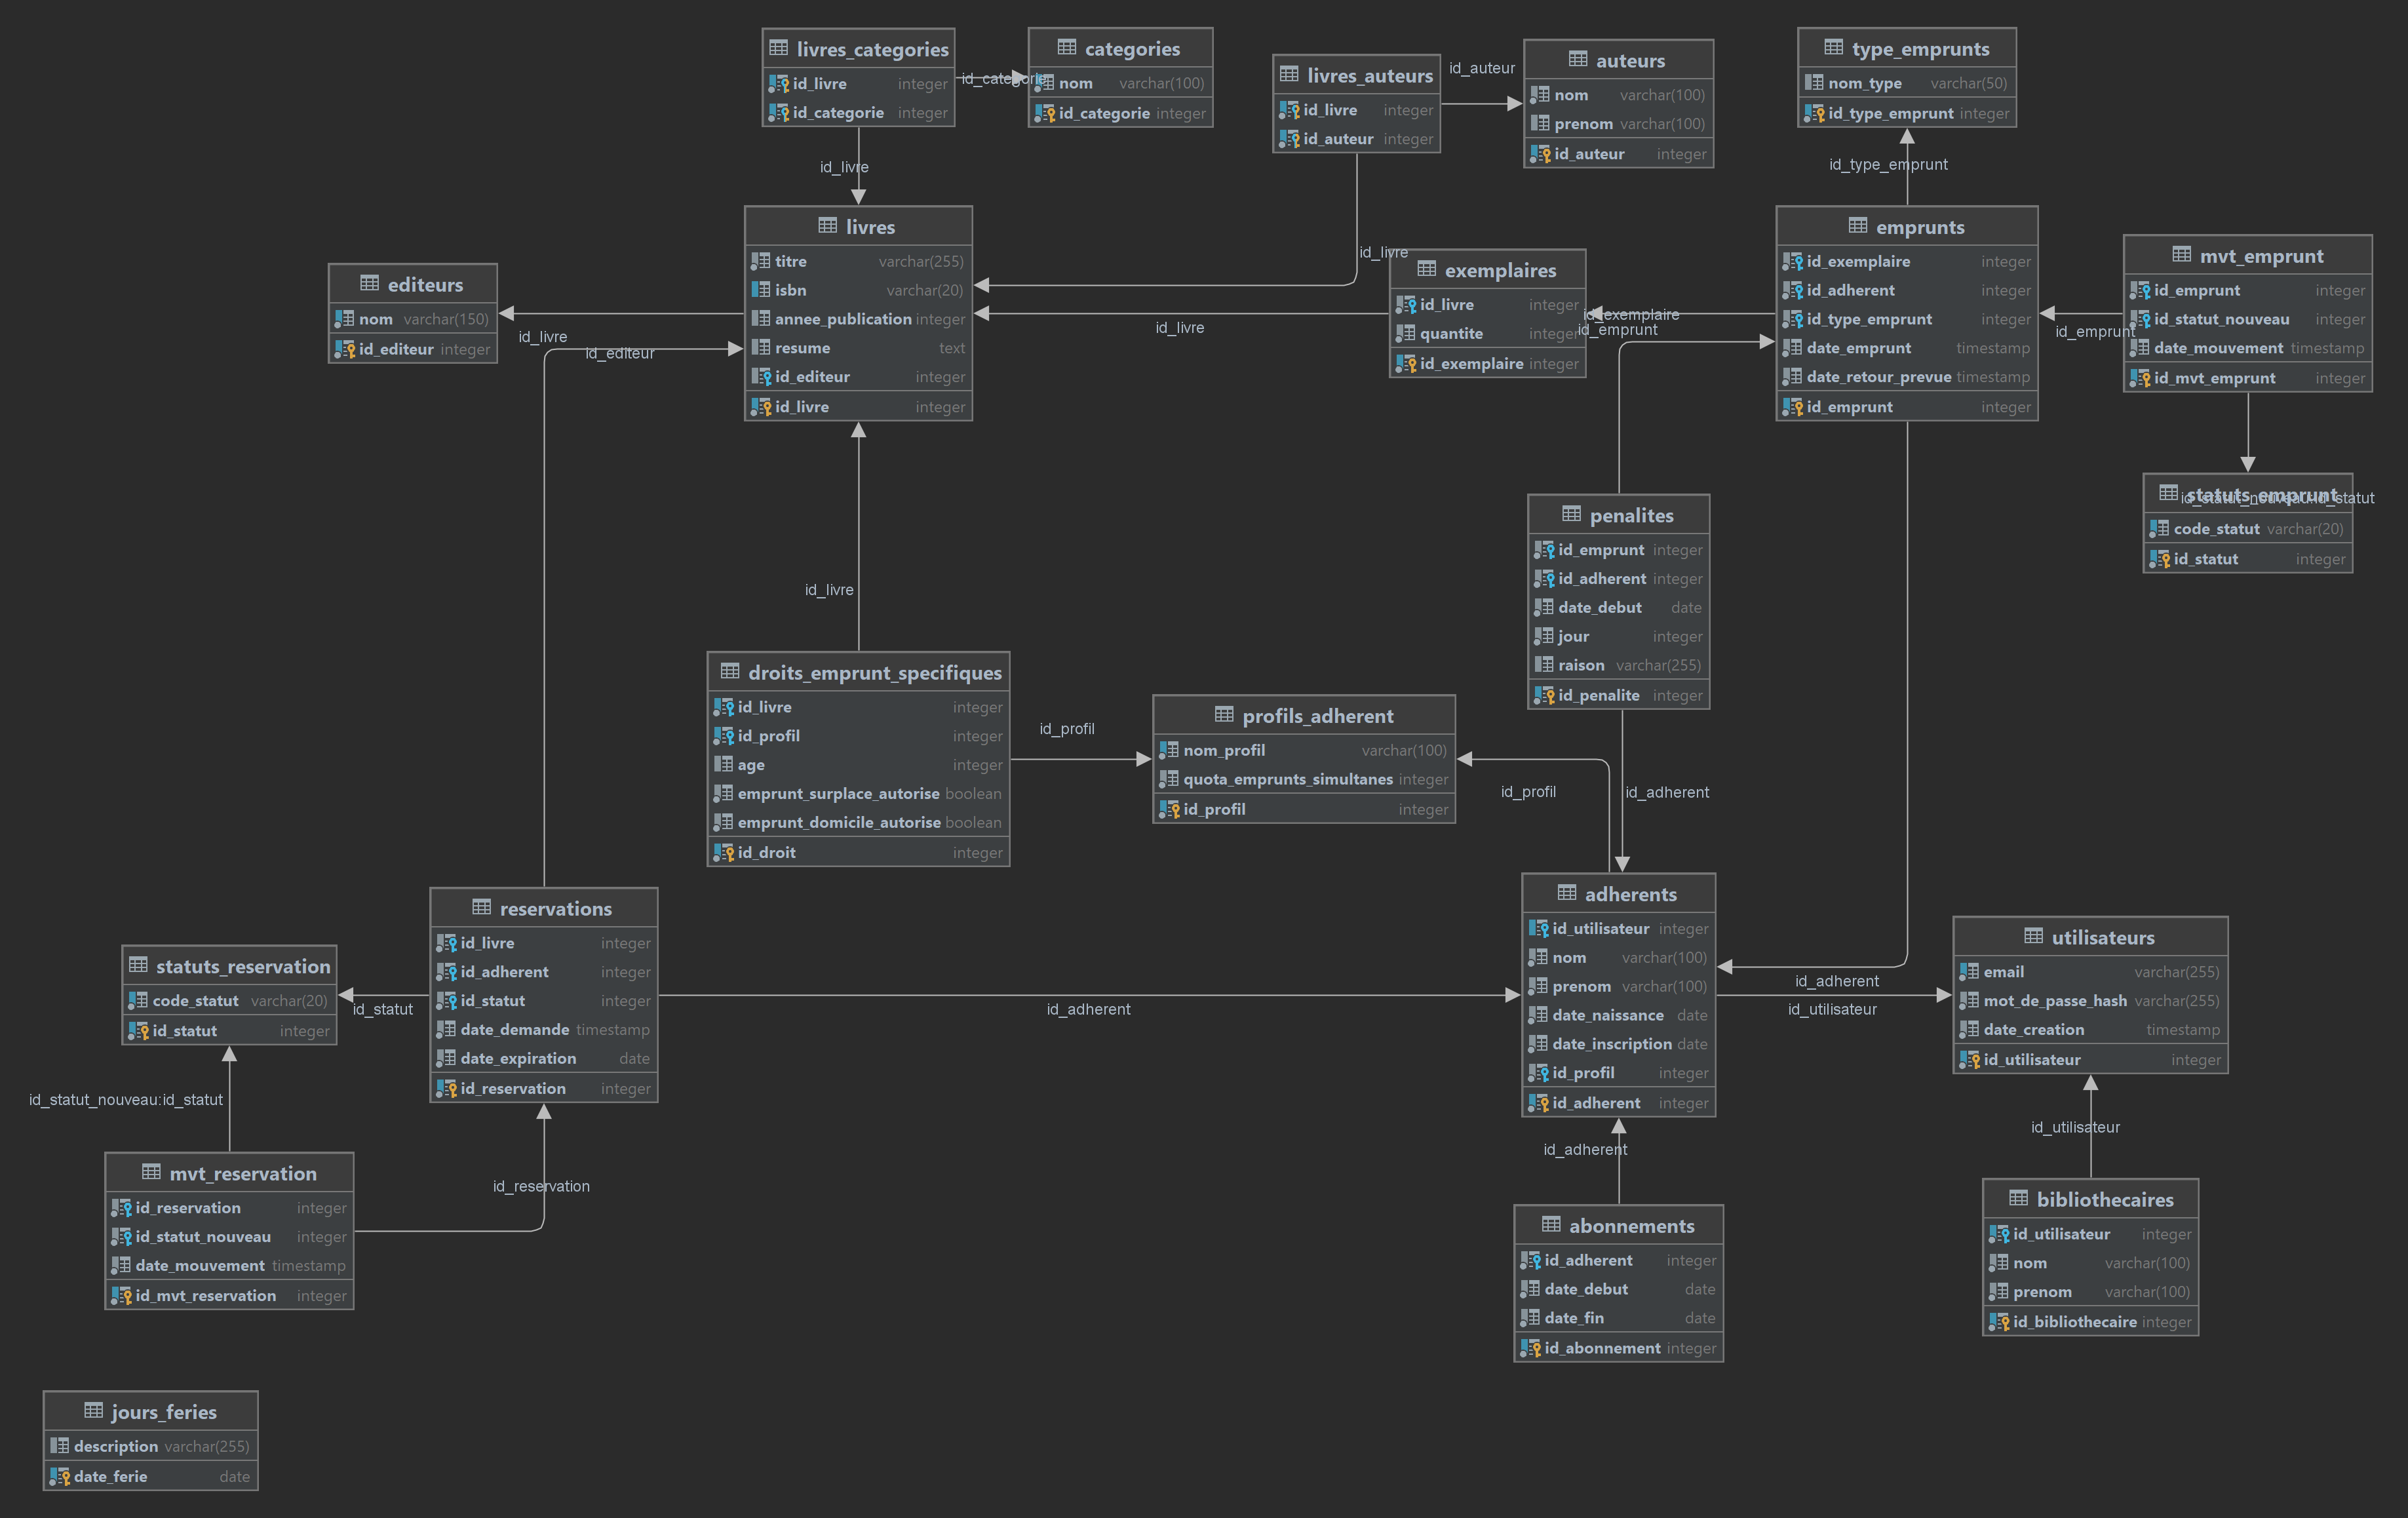 livres_categories
id_livre integer
id_categorie integer
id_categorie
categories
nom varchar(100)
id_categorie integer
livres_auteurs
id_livre integer
id_auteur integer
id_auteur
auteurs
nom varchar(100)
prenom varchar(100)
id_auteur integer
type_emprunts
nom_type varchar(50)
id_type_emprunt integer
id_livre
id_type_emprunt
livres
titre varchar(255)
isbn varchar(20)
annee_publication integer
resume text
id_editeur integer
id_livre integer
id_livre
exemplaires
id_livre integer
quantite integer
id_exemplaire integer
emprunts
id_exemplaire integer
id_adherent integer
id_type_emprunt integer
date_emprunt timestamp
date_retour_prevue timestamp
id_emprunt integer
mvt_emprunt
id_emprunt integer
id_statut_nouveau integer
date_mouvement timestamp
id_mvt_emprunt integer
editeurs
nom varchar(150)
id_editeur integer
id_livre
id_editeur
id_livre
id_exemplaire
id_emprunt
id_emprunt
statuts_emprunt
id_statut_nouveau:id_statut
code_statut varchar(20)
id_statut integer
penalites
id_emprunt integer
id_adherent integer
date_debut date
jour integer
raison varchar(255)
id_penalite integer
id_livre
droits_emprunt_specifiques
id_livre integer
id_profil integer
age integer
emprunt_surplace_autorise boolean
emprunt_domicile_autorise boolean
id_droit integer
id_profil
profils_adherent
nom_profil varchar(100)
quota_emprunts_simultanes integer
id_profil integer
id_profil
id_adherent
reservations
id_livre integer
id_adherent integer
id_statut integer
date_demande timestamp
date_expiration date
id_reservation integer
adherents
id_utilisateur integer
nom varchar(100)
prenom varchar(100)
date_naissance date
date_inscription date
id_profil integer
id_adherent integer
utilisateurs
email varchar(255)
mot_de_passe_hash varchar(255)
date_creation timestamp
id_utilisateur integer
statuts_reservation
code_statut varchar(20)
id_statut integer
id_statut
id_adherent
id_adherent
id_utilisateur
id_statut_nouveau:id_statut
id_adherent
id_utilisateur
mvt_reservation
id_reservation integer
id_statut_nouveau integer
date_mouvement timestamp
id_mvt_reservation integer
id_reservation
abonnements
id_adherent integer
date_debut date
date_fin date
id_abonnement integer
bibliothecaires
id_utilisateur integer
nom varchar(100)
prenom varchar(100)
id_bibliothecaire integer
jours_feries
description varchar(255)
date_ferie date